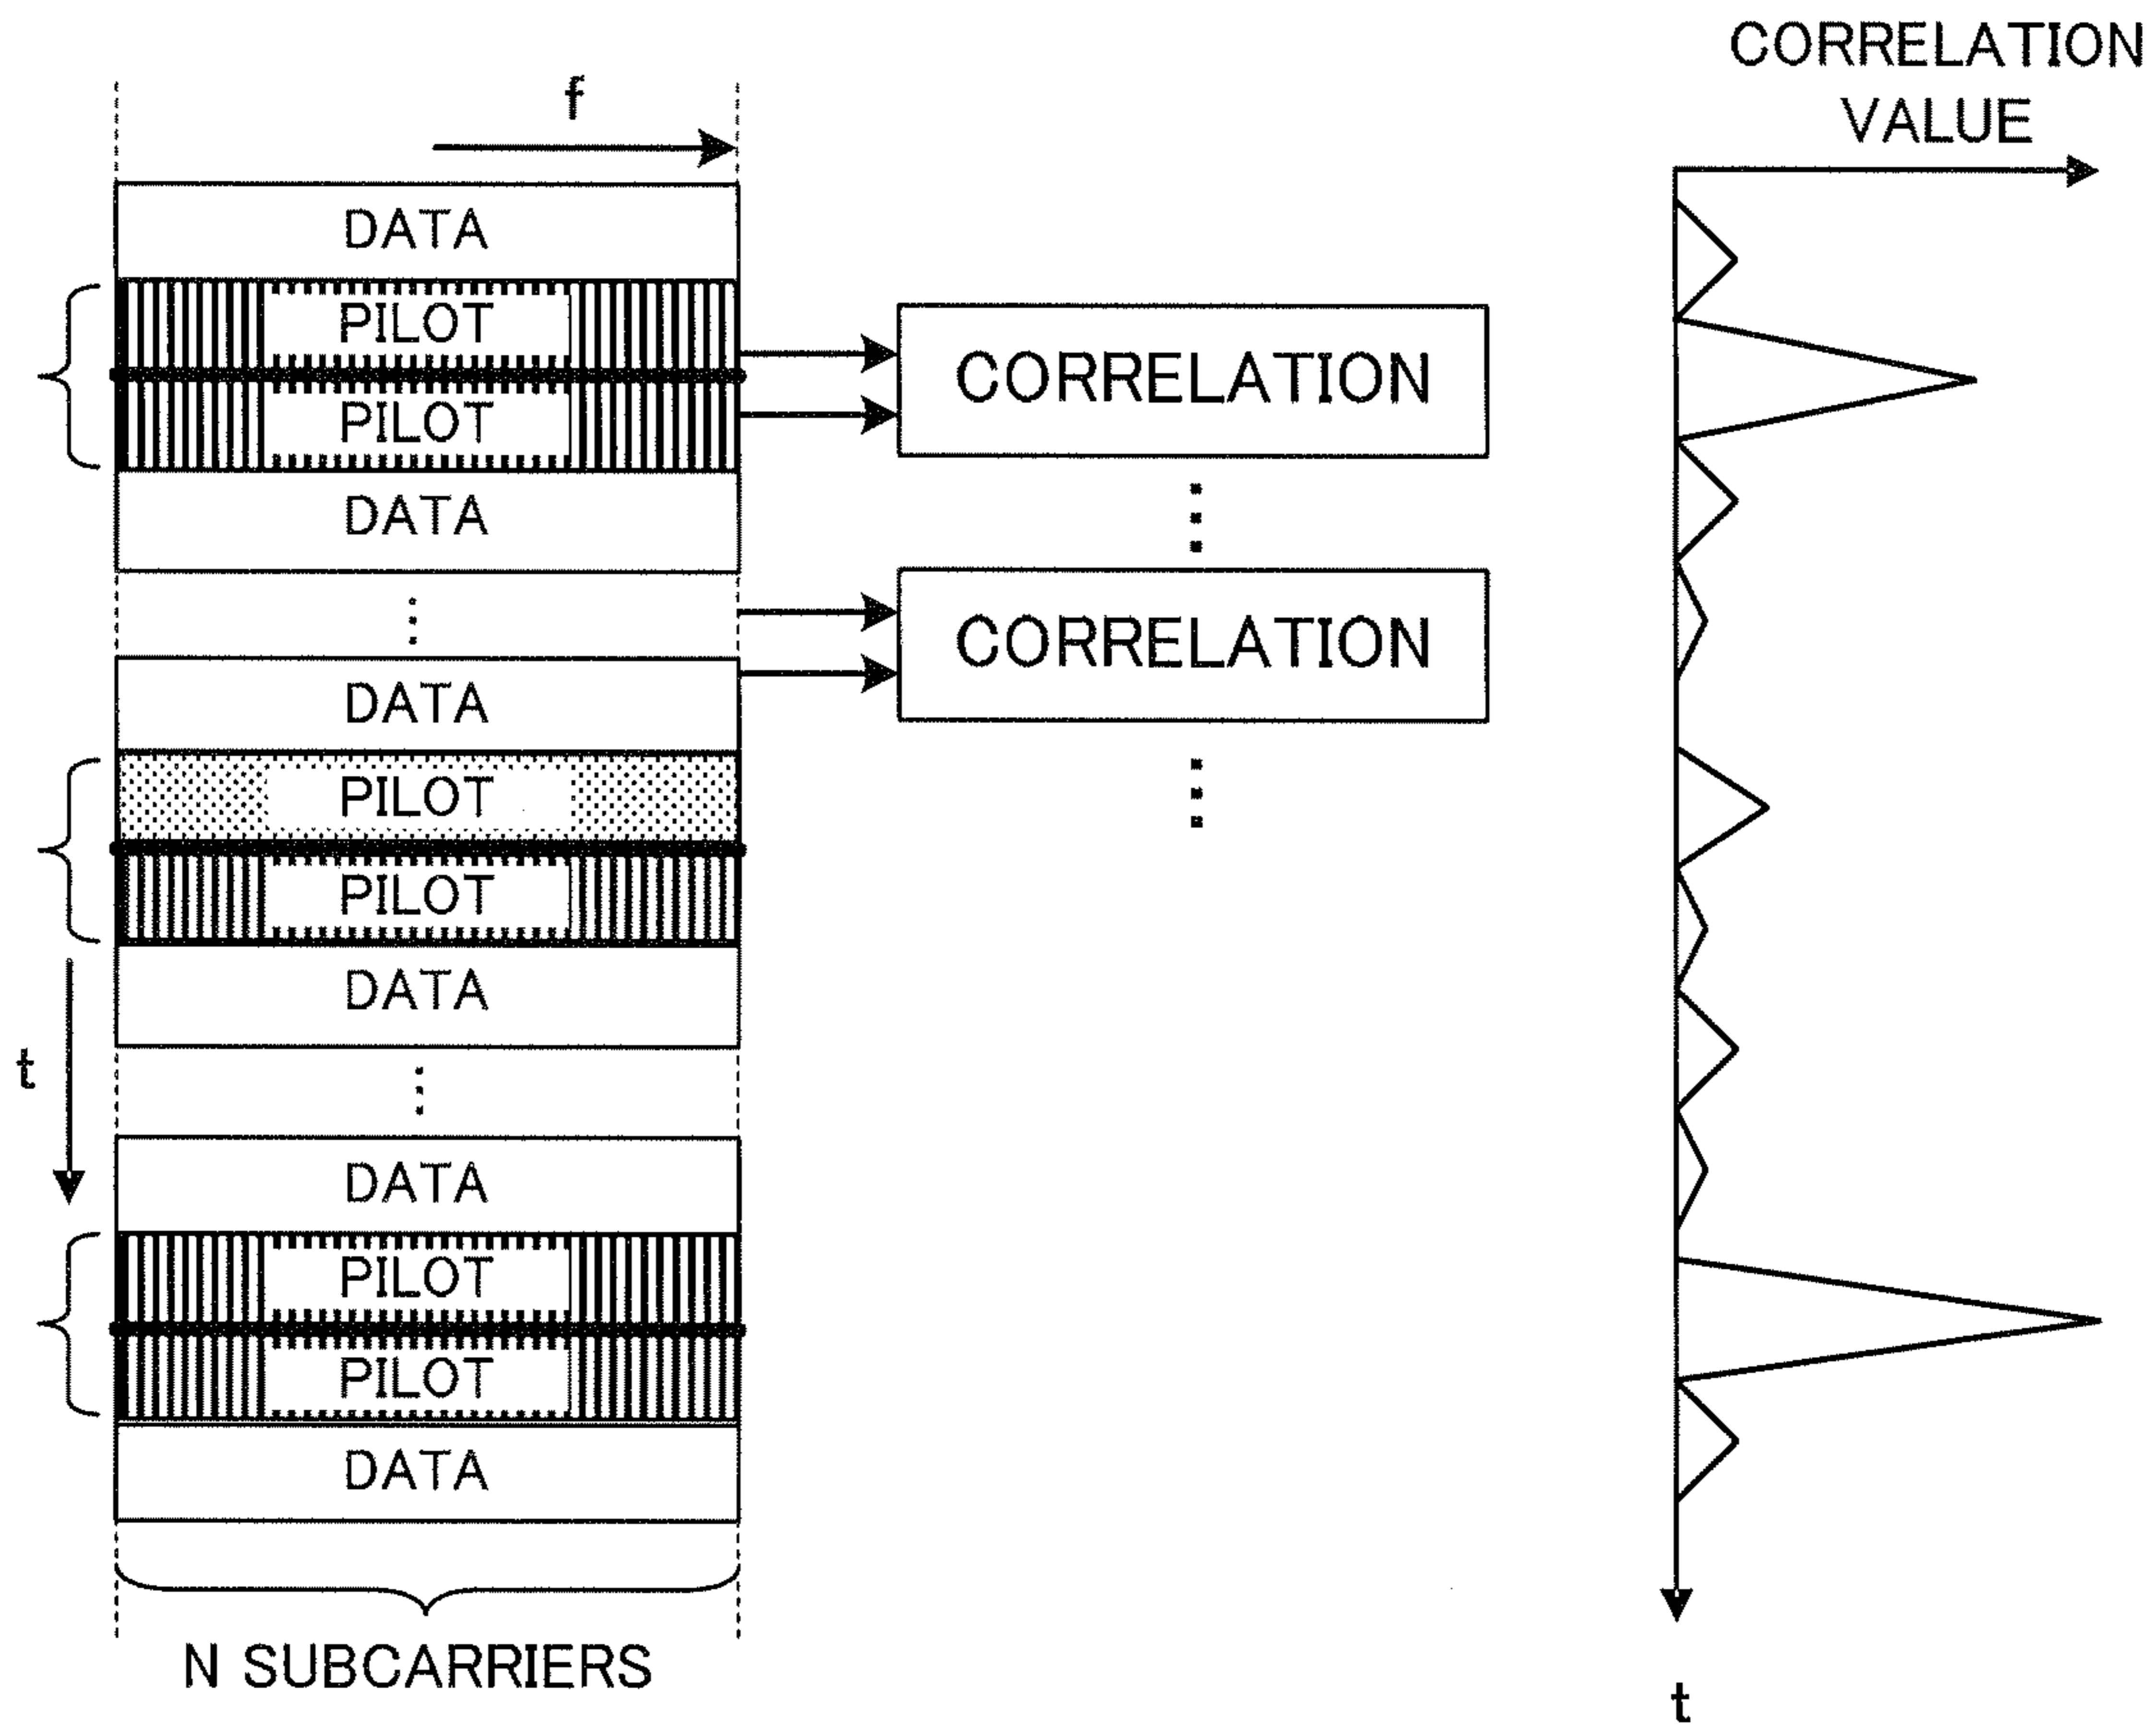 CORRELATION
VALUE
f
DATA
PILOT
PILOT
DATA
CORRELATION
CORRELATION
DATA
PILOT
PILOT
DATA
t
DATA
PILOT
PILOT
DATA
N SUBCARRIERS
t